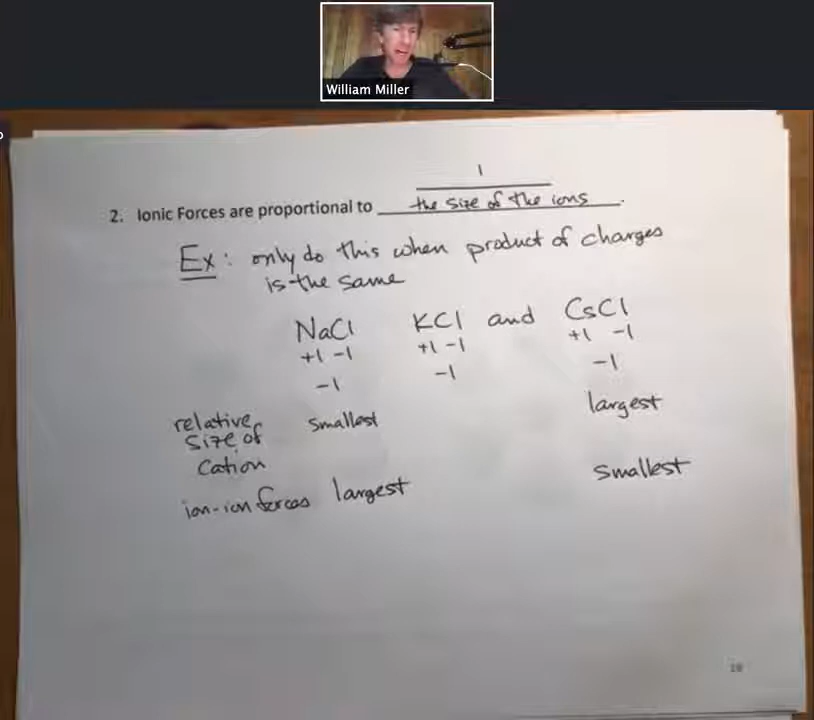 William Miller
1
2. Ionic Forces are proportional to the size of the ions.
Ex: only do this when product of charges
is the same
NaCl KCl and CsCl
+1 -1 +1 -1 +1 -1
-1 -1 -1
relative smallest largest
size of
cation
ion-ion forces largest smallest
18